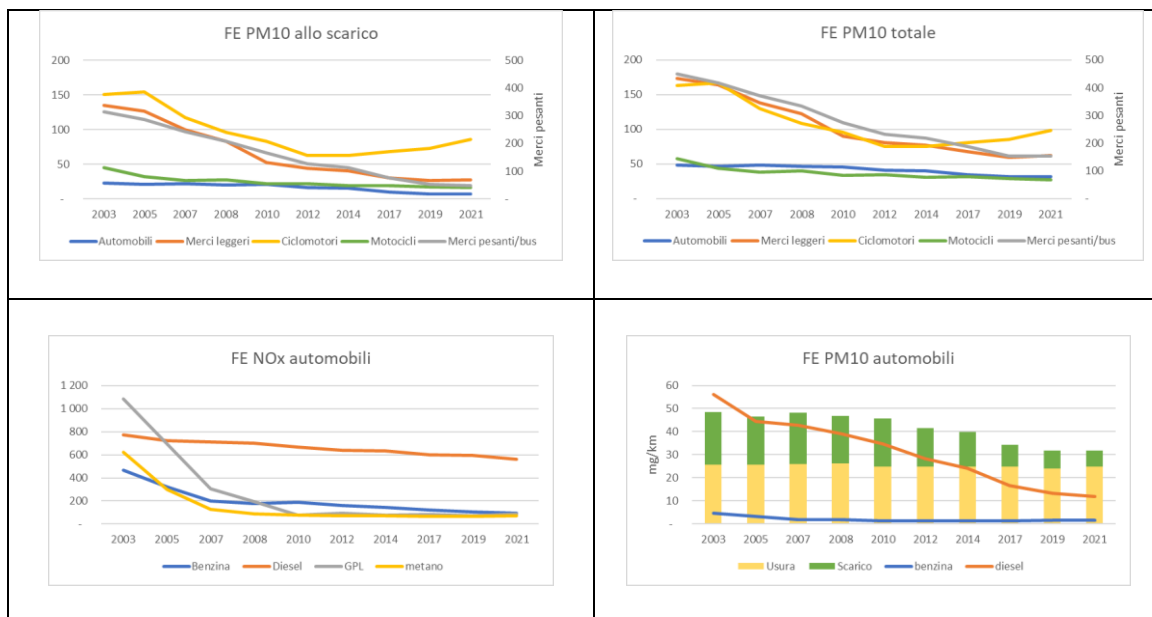 FE PM10 allo scarico
200
150
100
50
-
500
400
300
200
100
-
Merci pesanti
2003 2005 2007 2008 2010 2012 2014 2017 2019 2021
Automobili Merci leggeri Ciclomotori Motocicli Merci pesanti/bus
FE PM10 totale
200
150
100
50
-
500
400
300
200
100
-
Merci pesanti
2003 2005 2007 2008 2010 2012 2014 2017 2019 2021
Automobili Merci leggeri Ciclomotori Motocicli Merci pesanti/bus
FE NOx automobili
1 200
1 000
800
600
400
200
-
2003 2005 2007 2008 2010 2012 2014 2017 2019 2021
Benzina Diesel GPL metano
FE PM10 automobili
60
50
40
30
20
10
-
mg/km
2003 2005 2007 2008 2010 2012 2014 2017 2019 2021
Usura Scarico benzina diesel